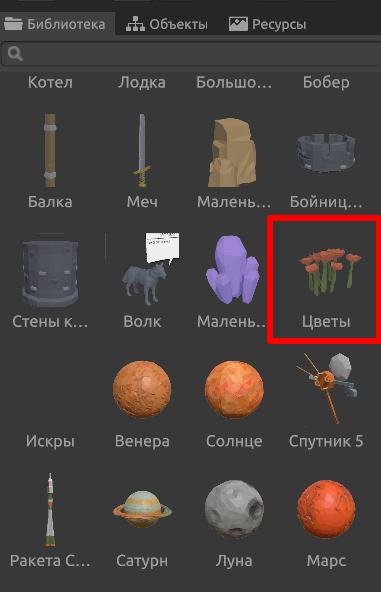 Библиотека Объекты Ресурсы
Котел Лодка Большо... Бобер
Балка Меч Малень... Бойниц...
Стены к... Волк Малень... Цветы
Искры Венера Солнце Спутник 5
Ракета С... Сатурн Луна Марс